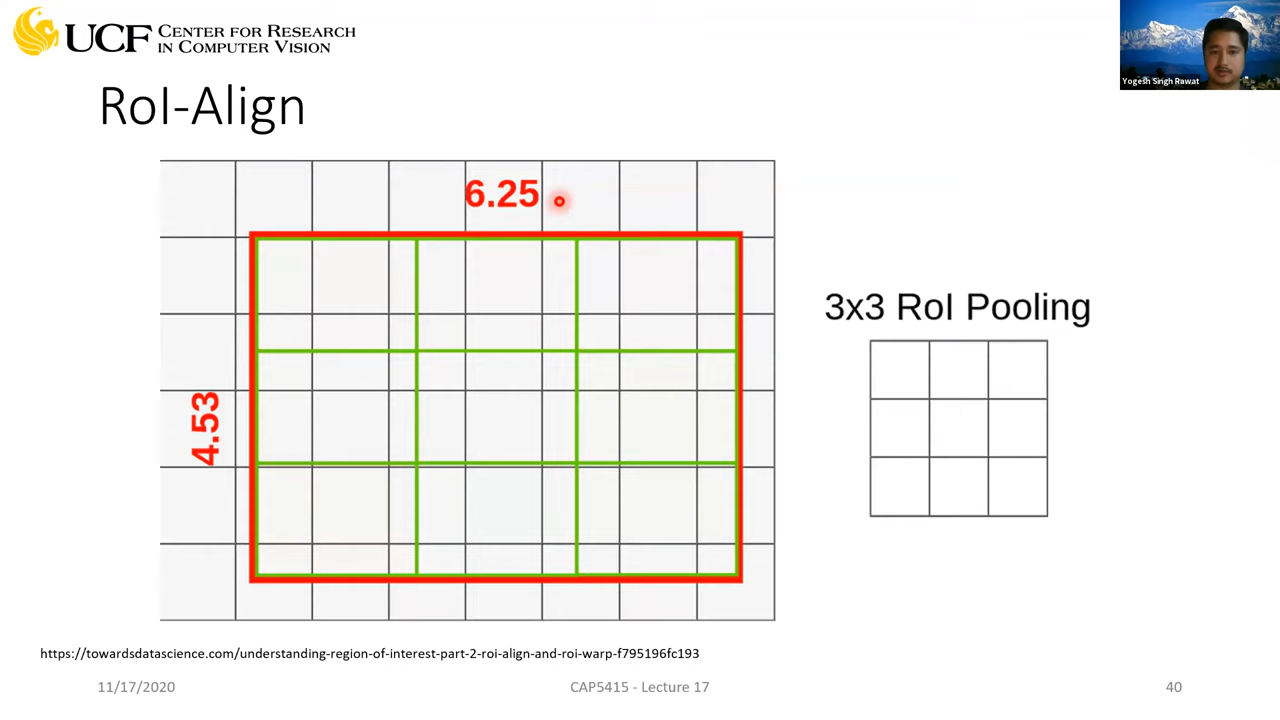 UCF CENTER FOR RESEARCH
IN COMPUTER VISION
Yogesh Singh Rawat
RoI-Align
6.25
4.53
3x3 RoI Pooling
https://towardsdatascience.com/understanding-region-of-interest-part-2-roi-align-and-roi-warp-f795196fc193
11/17/2020
CAP5415 - Lecture 17
40